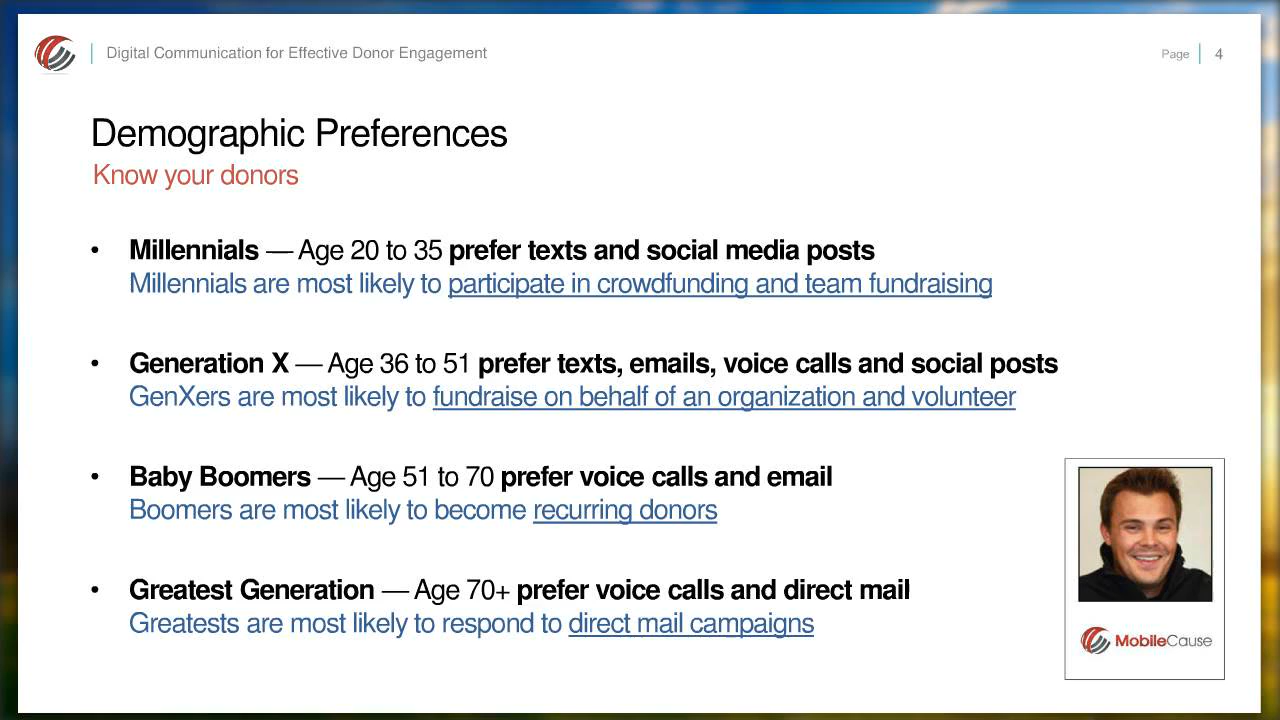 Digital Communication for Effective Donor Engagement
Page 4
Demographic Preferences
Know your donors
• Millennials — Age 20 to 35 prefer texts and social media posts
Millennials are most likely to participate in crowdfunding and team fundraising
• Generation X — Age 36 to 51 prefer texts, emails, voice calls and social posts
GenXers are most likely to fundraise on behalf of an organization and volunteer
• Baby Boomers — Age 51 to 70 prefer voice calls and email
Boomers are most likely to become recurring donors
• Greatest Generation — Age 70+ prefer voice calls and direct mail
Greatests are most likely to respond to direct mail campaigns
MobileCause